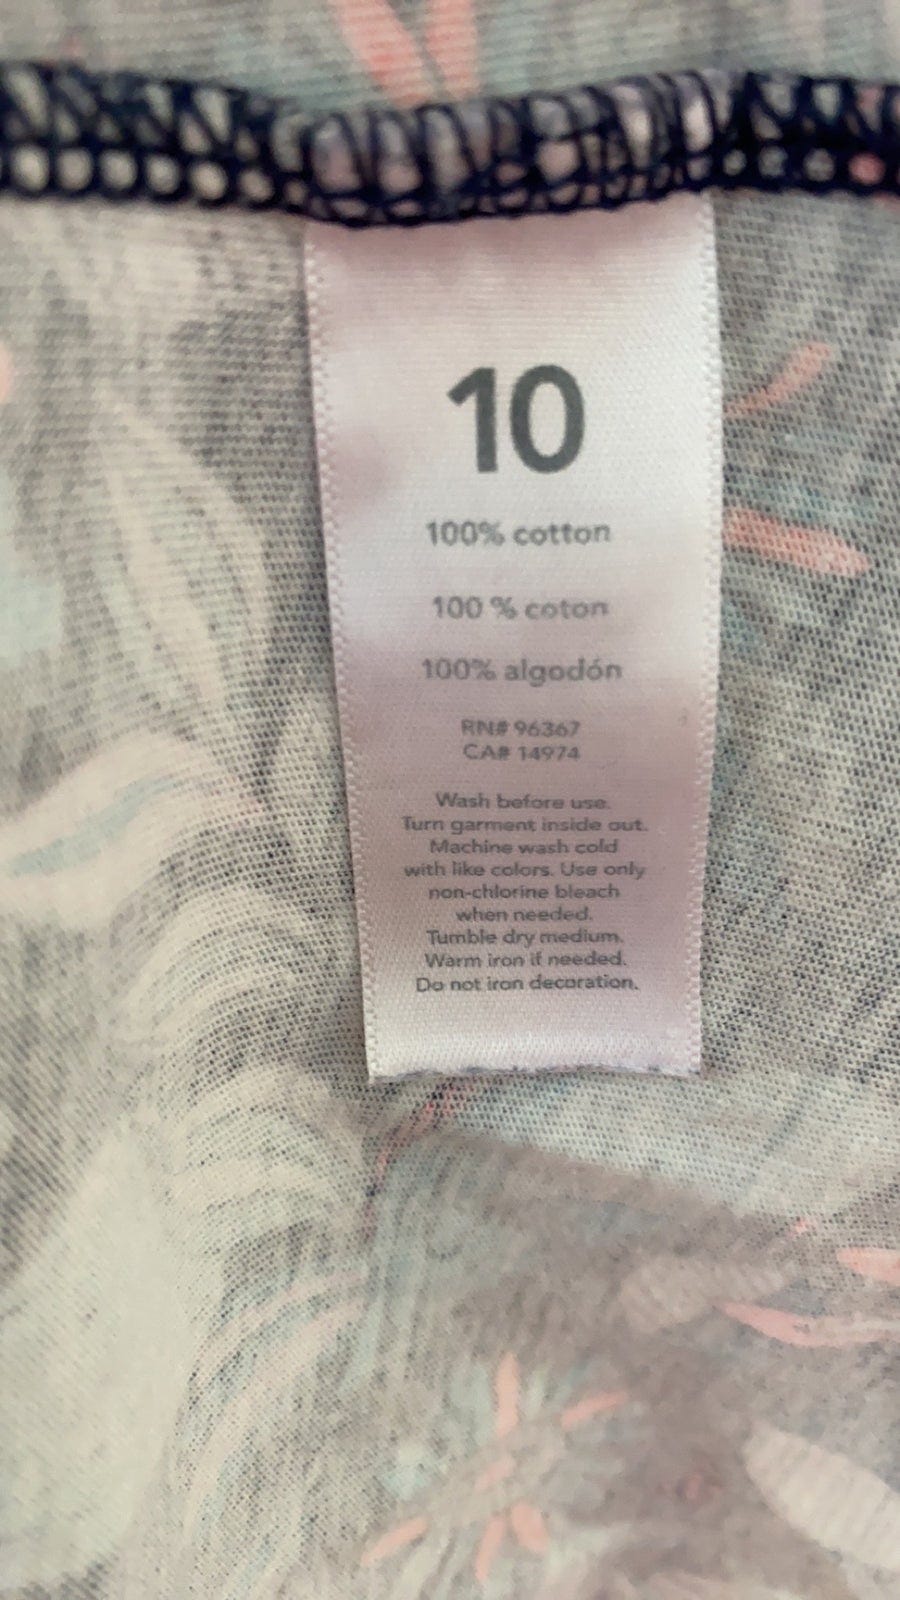 10
100% cotton
100 % coton
100% algodón
RN# 96367
CA# 14974
Wash before use.
Turn garment inside out.
Machine wash cold
with like colors. Use only
non-chlorine bleach
when needed.
Tumble dry medium.
Warm iron if needed.
Do not iron decoration.